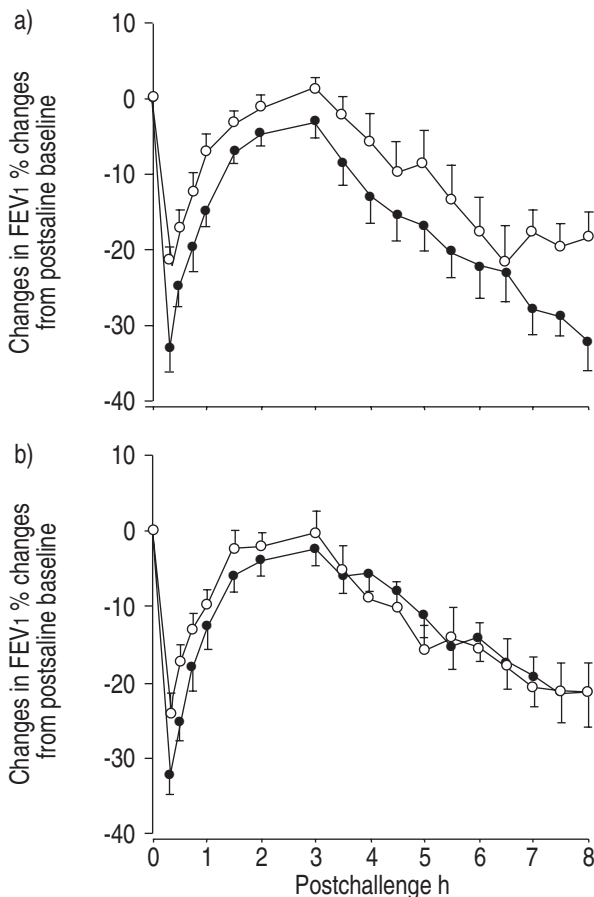 a)
Changes in FEV1 % changes
from postsaline baseline
10
0
-10
-20
-30
-40
b)
Changes in FEV1 % changes
from postsaline baseline
10
0
-10
-20
-30
-40
0 1 2 3 4 5 6 7 8
Postchallenge h